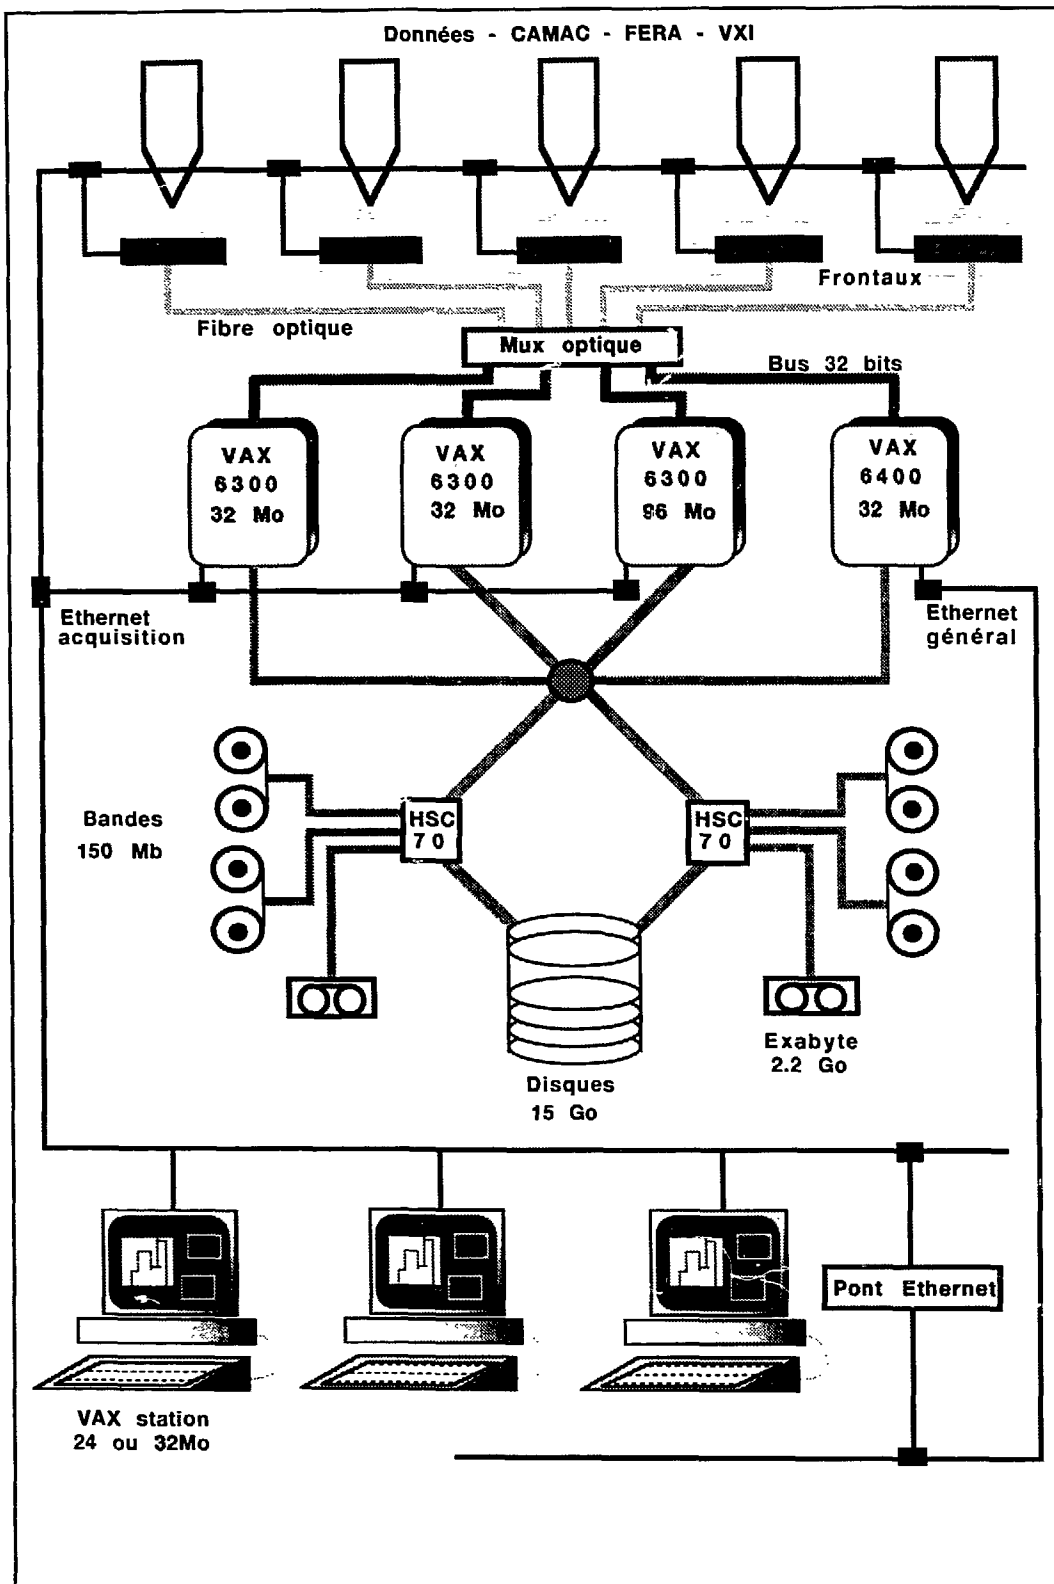 Données - CAMAC - FERA - VXI
Frontaux
Fibre optique
Mux optique
Bus 32 bits
VAX
6300
32 Mo
VAX
6300
32 Mo
VAX
6300
96 Mo
VAX
6400
32 Mo
Ethernet
acquisition
Ethernet
général
Bandes
150 Mb
HSC
70
HSC
70
Exabyte
2.2 Go
Disques
15 Go
Pont Ethernet
VAX station
24 ou 32Mo